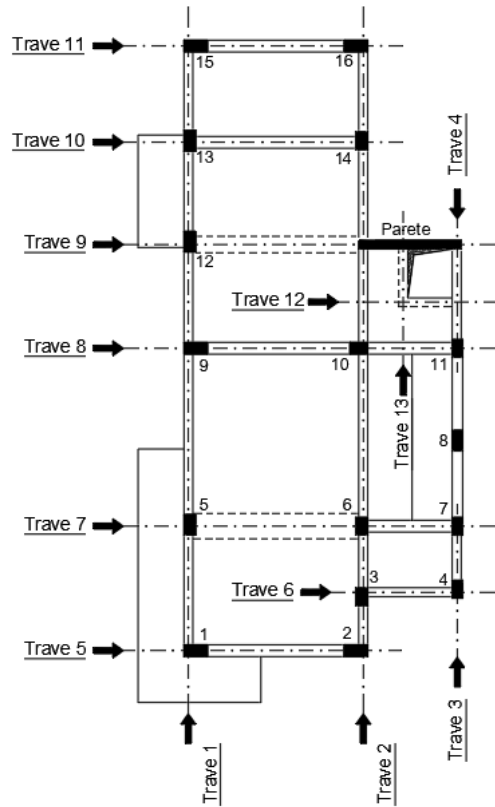 Trave 11
15
16
Trave 10
13
14
Trave 4
Parete
Trave 9
12
Trave 12
Trave 8
9
10
11
Trave 13
8
5
6
7
Trave 7
3
4
Trave 6
1
2
Trave 5
Trave 1
Trave 2
Trave 3